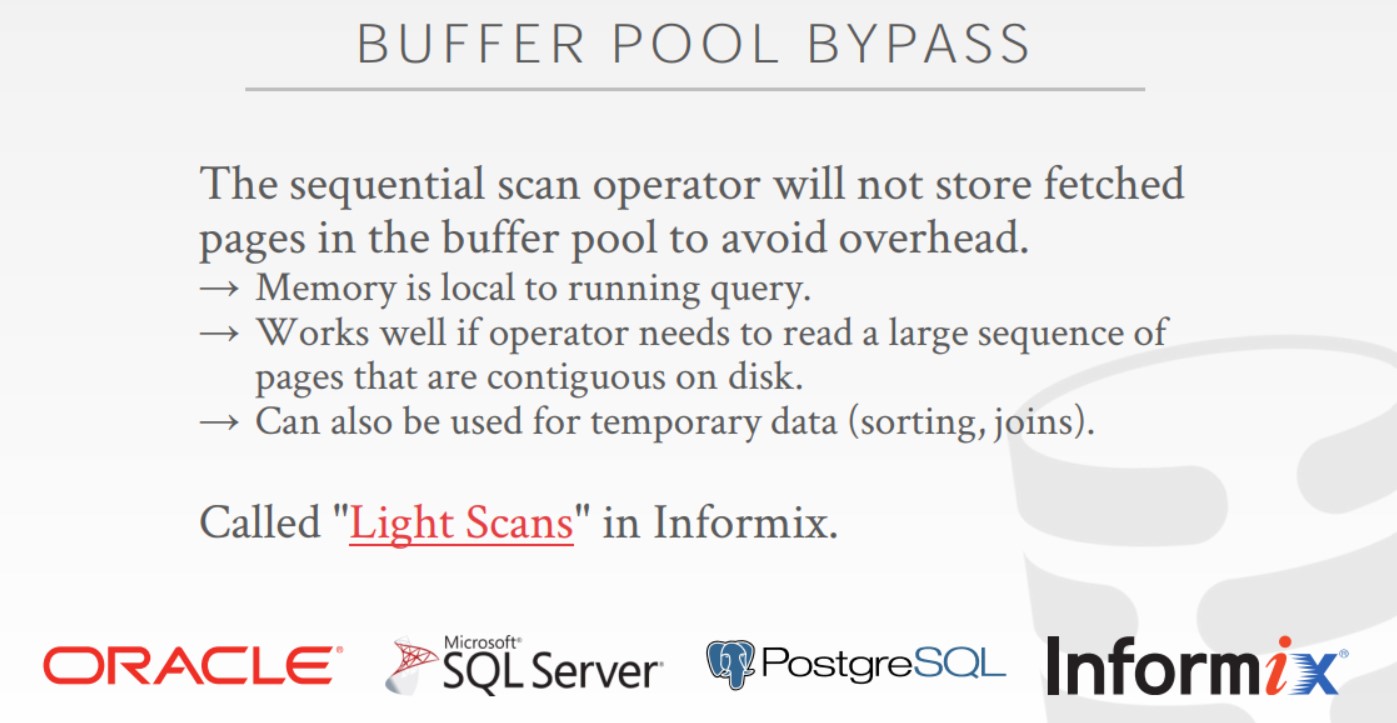 BUFFER POOL BYPASS
The sequential scan operator will not store fetched
pages in the buffer pool to avoid overhead.
→ Memory is local to running query.
→ Works well if operator needs to read a large sequence of
pages that are contiguous on disk.
→ Can also be used for temporary data (sorting, joins).
Called "Light Scans" in Informix.
ORACLE®
Microsoft®
SQL Server®
PostgreSQL
Informix®